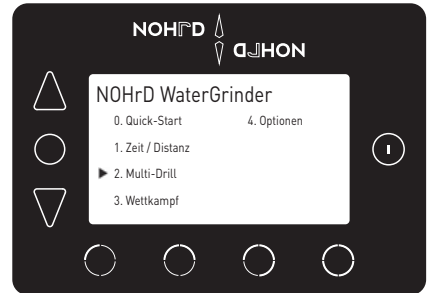 NOHrD
NOHrD
NOHrD WaterGrinder
0. Quick-Start 4. Optionen
1. Zeit / Distanz
2. Multi-Drill
3. Wettkampf